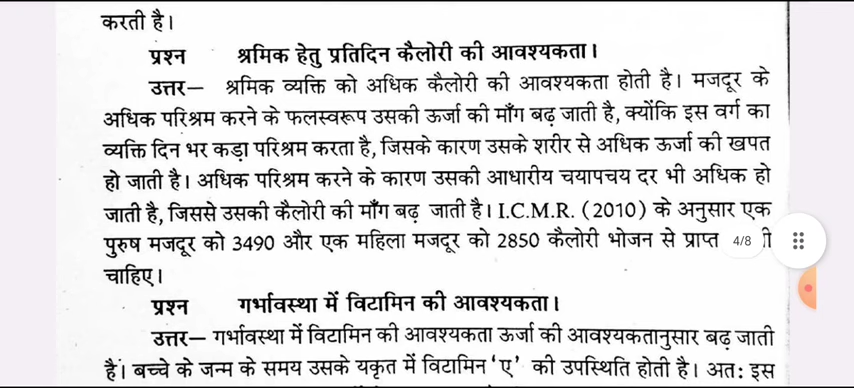 करती है।
प्रश्न श्रमिक हेतु प्रतिदिन कैलोरी की आवश्यकता।
उत्तर— श्रमिक व्यक्ति को अधिक कैलोरी की आवश्यकता होती है। मजदूर के
अधिक परिश्रम करने के फलस्वरूप उसकी ऊर्जा की माँग बढ़ जाती है, क्योंकि इस वर्ग का
व्यक्ति दिन भर कड़ा परिश्रम करता है, जिसके कारण उसके शरीर से अधिक ऊर्जा की खपत
हो जाती है। अधिक परिश्रम करने के कारण उसकी आधारीय चयापचय दर भी अधिक हो
जाती है, जिससे उसकी कैलोरी की माँग बढ़ जाती है। I.C.M.R. (2010) के अनुसार एक
पुरुष मजदूर को 3490 और एक महिला मजदूर को 2850 कैलोरी भोजन से प्राप्त 4/8
चाहिए।
प्रश्न गर्भावस्था में विटामिन की आवश्यकता।
उत्तर— गर्भावस्था में विटामिन की आवश्यकता ऊर्जा की आवश्यकतानुसार बढ़ जाती
है। बच्चे के जन्म के समय उसके यकृत में विटामिन ‘ए’ की उपस्थिति होती है। अत: इस